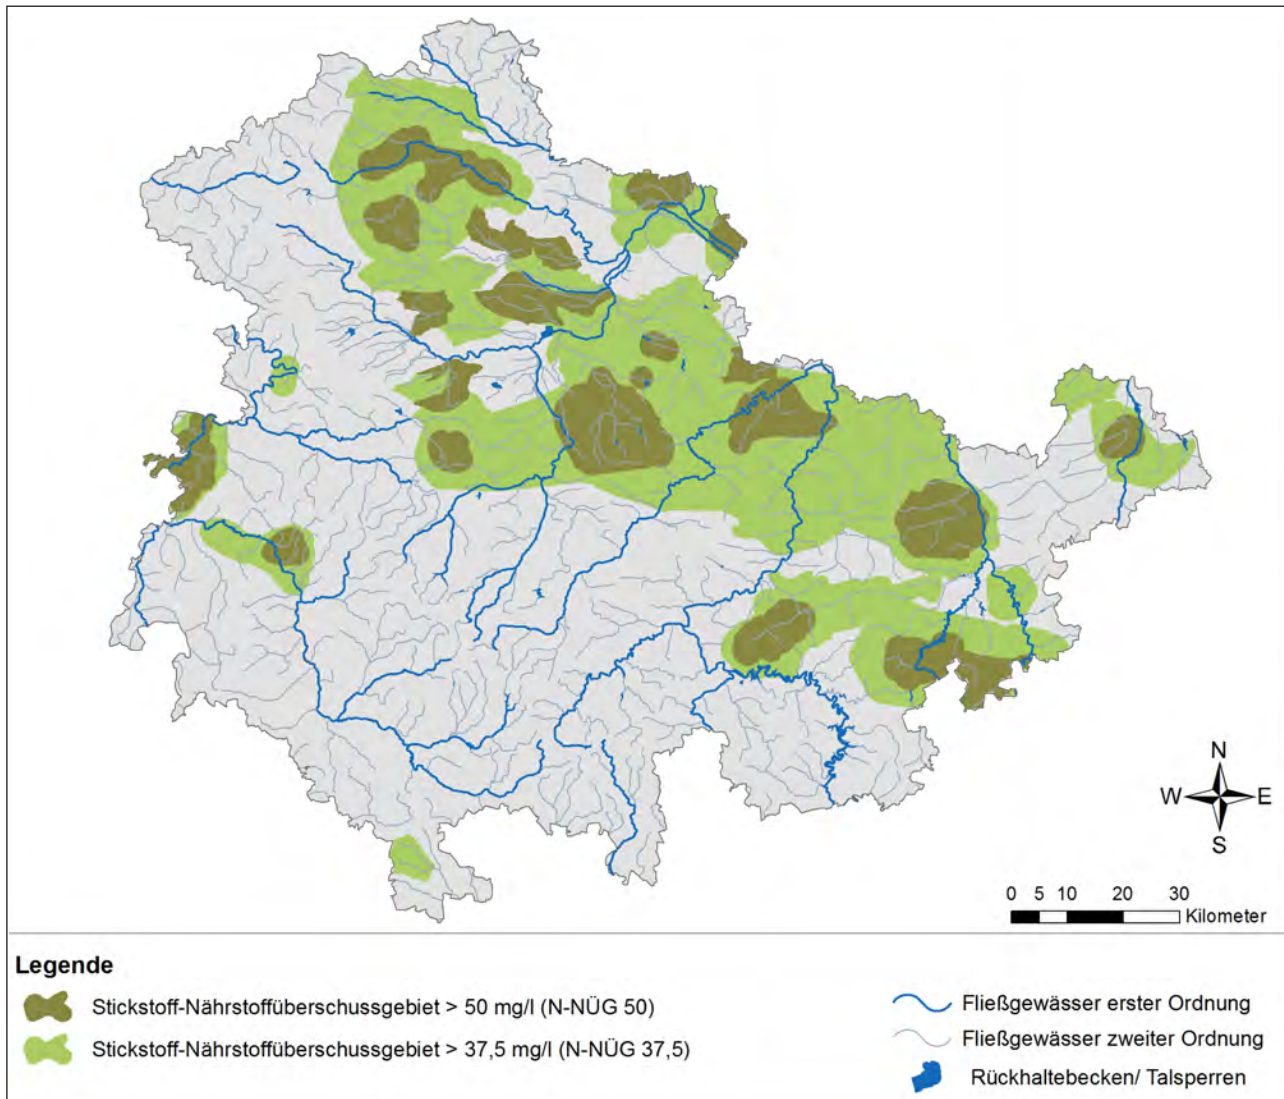 N
W E
S
0 5 10 20 30
Kilometer
Legende
Stickstoff-Nährstoffüberschussgebiet > 50 mg/l (N-NÜG 50)
Stickstoff-Nährstoffüberschussgebiet > 37,5 mg/l (N-NÜG 37,5)
Fließgewässer erster Ordnung
Fließgewässer zweiter Ordnung
Rückhaltebecken/ Talsperren